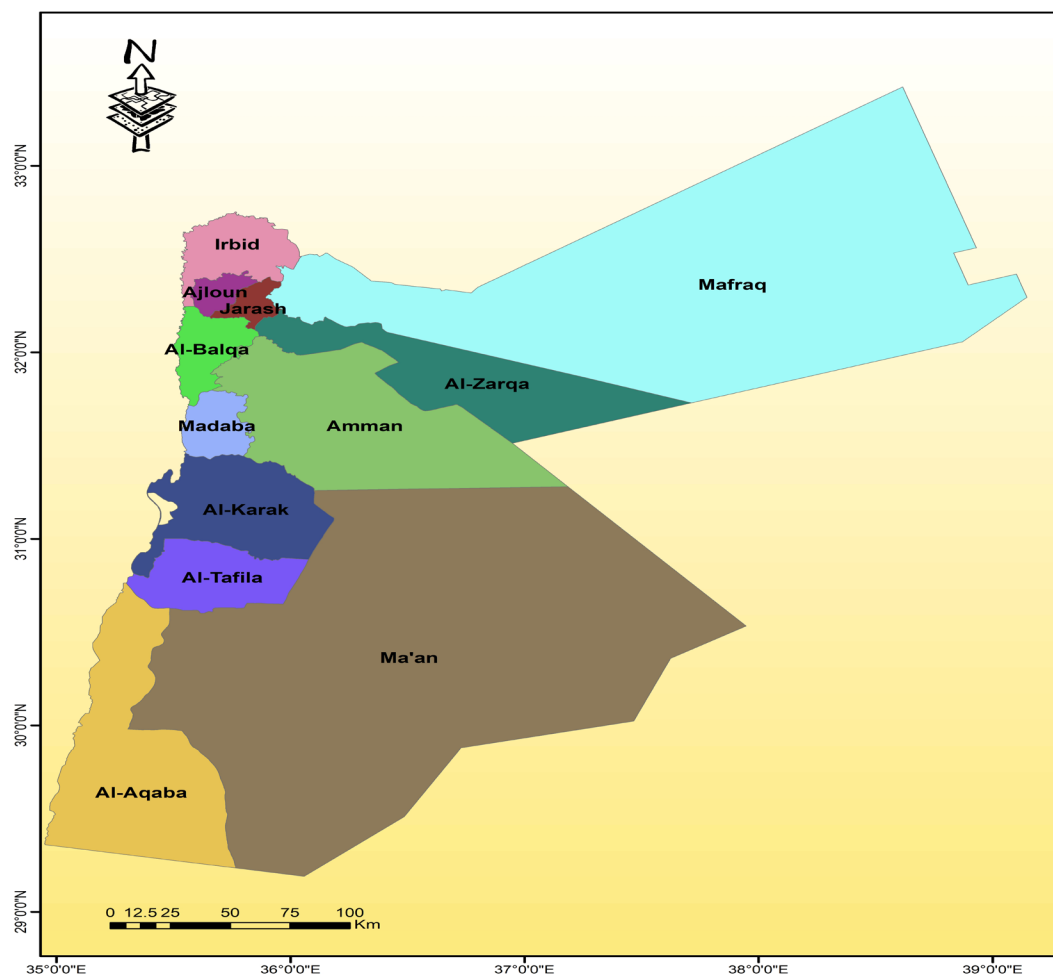 N
33°0'0"N
32°0'0"N
31°0'0"N
30°0'0"N
29°0'0"N
Irbid
Ajloun
Jarash
Mafraq
Al-Balqa
Al-Zarqa
Madaba
Amman
Al-Karak
Al-Tafila
Ma'an
Al-Aqaba
0 12.5 25 50 75 100
Km
35°0'0"E 36°0'0"E 37°0'0"E 38°0'0"E 39°0'0"E